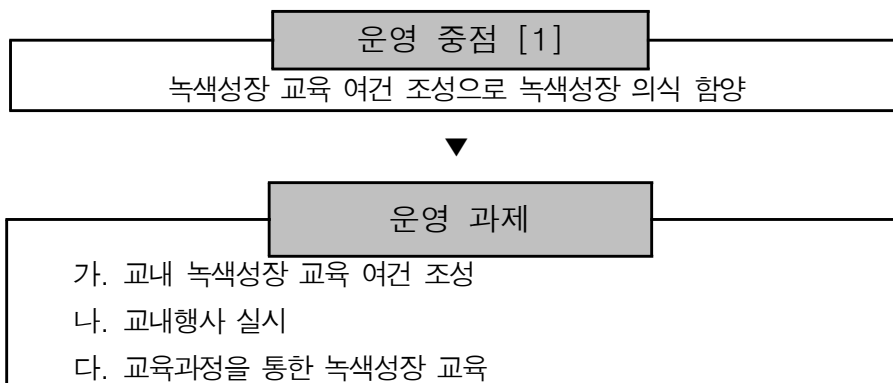 운영 중점 [1]
녹색성장 교육 여건 조성으로 녹색성장 의식 함양
▼
운영 과제
가. 교내 녹색성장 교육 여건 조성
나. 교내행사 실시
다. 교육과정을 통한 녹색성장 교육